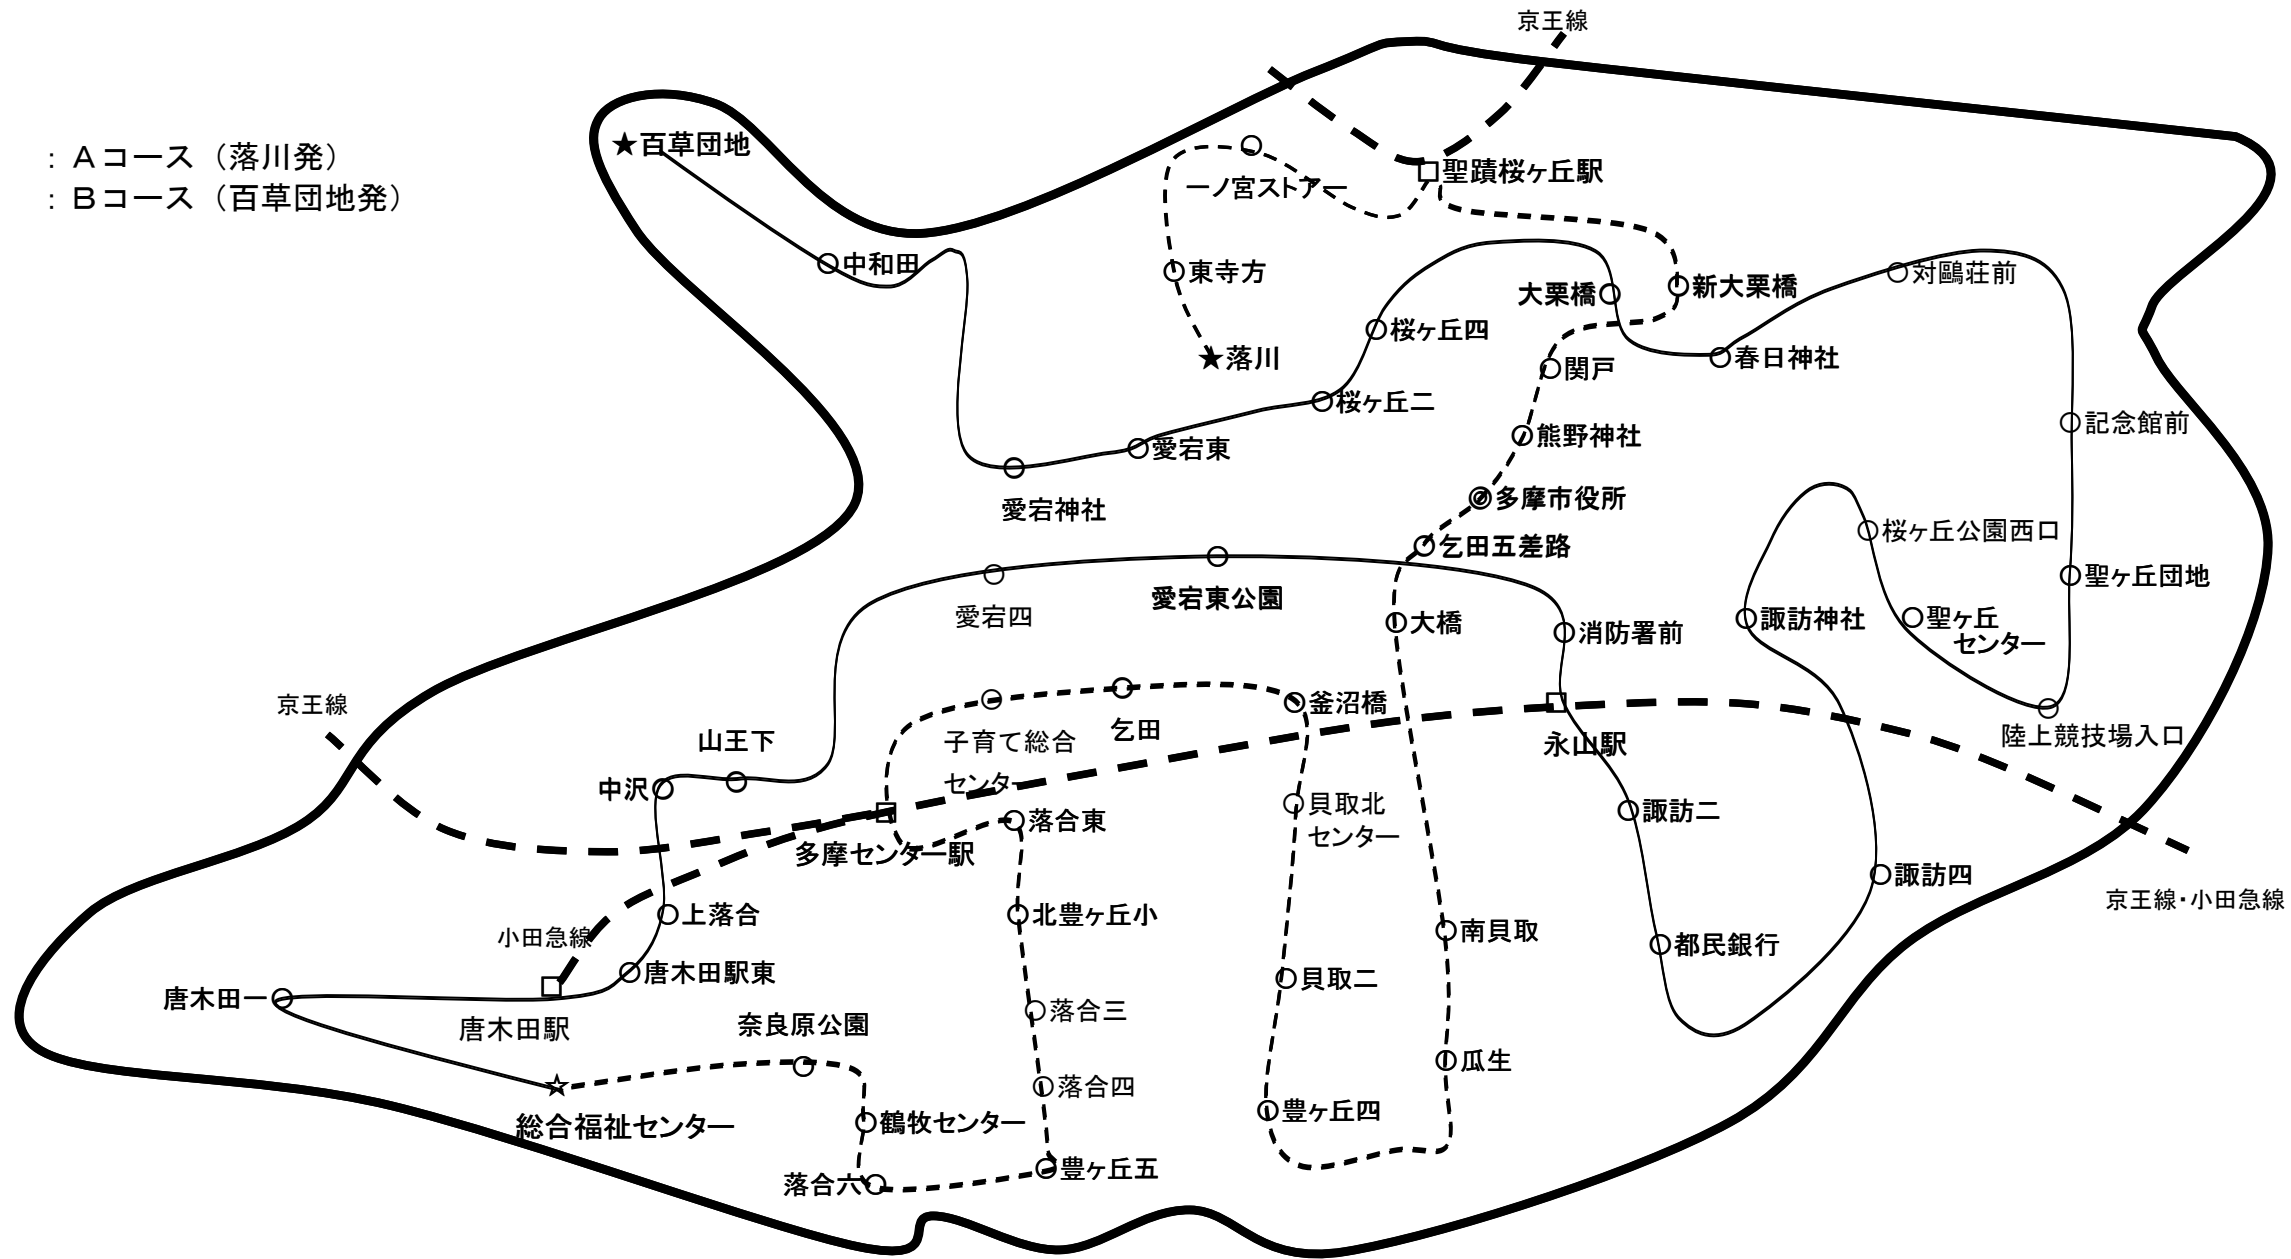 京王線
：Ａコース（落川発）
：Ｂコース（百草団地発）
★百草団地
聖蹟桜ヶ丘駅
一ノ宮ストアー
中和田
東寺方
対鷗荘前
大栗橋
新大栗橋
桜ヶ丘四
★落川
春日神社
関戸
桜ヶ丘二
記念館前
愛宕東
熊野神社
愛宕神社
多摩市役所
桜ヶ丘公園西口
乞田五差路
聖ヶ丘団地
愛宕東公園
愛宕四
大橋
消防署前
諏訪神社
聖ヶ丘
センター
京王線
釜沼橋
乞田
子育て総合
センター
陸上競技場入口
山王下
永山駅
中沢
貝取北
センター
諏訪二
落合東
多摩センター駅
諏訪四
京王線・小田急線
上落合
北豊ヶ丘小
小田急線
南貝取
都民銀行
唐木田駅東
貝取二
唐木田一
落合三
奈良原公園
唐木田駅
瓜生
☆
落合四
豊ヶ丘四
総合福祉センター
鶴牧センター
豊ヶ丘五
落合六